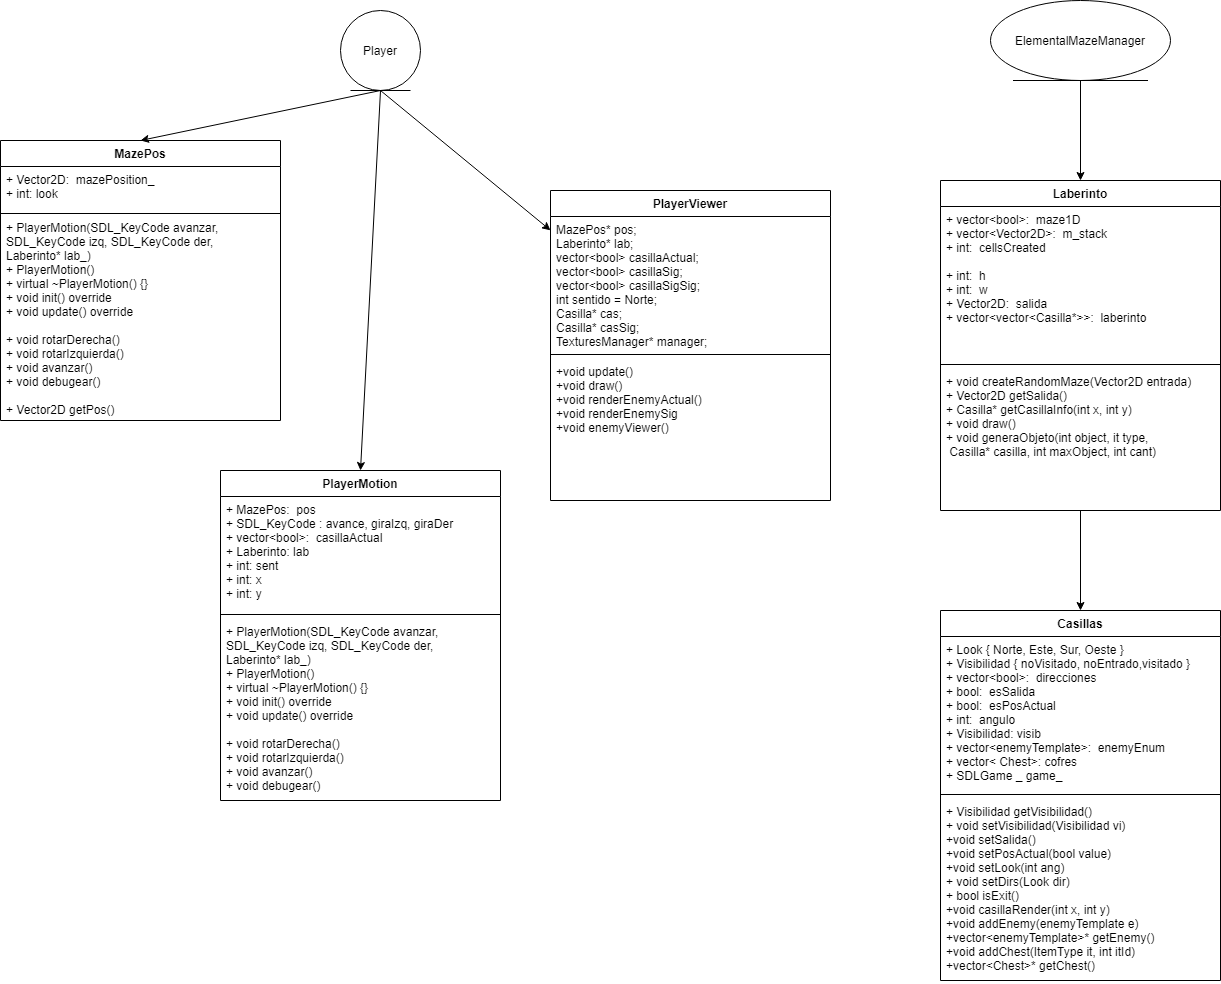 Player
ElementalMazeManager
MazePos
+ Vector2D:  mazePosition_
+ int: look
+ PlayerMotion(SDL_KeyCode avanzar,
SDL_KeyCode izq, SDL_KeyCode der,
Laberinto* lab_)
+ PlayerMotion()
+ virtual ~PlayerMotion() {}
+ void init() override
+ void update() override
+ void rotarDerecha()
+ void rotarIzquierda()
+ void avanzar()
+ void debugear()
+ Vector2D getPos()
PlayerViewer
MazePos* pos;
Laberinto* lab;
vector<bool> casillaActual;
vector<bool> casillaSig;
vector<bool> casillaSigSig;
int sentido = Norte;
Casilla* cas;
Casilla* casSig;
TexturesManager* manager;
+void update()
+void draw()
+void renderEnemyActual()
+void renderEnemySig
+void enemyViewer()
Laberinto
+ vector<bool>:  maze1D
+ vector<Vector2D>:  m_stack
+ int:  cellsCreated
+ int:  h
+ int:  w
+ Vector2D:  salida
+ vector<vector<Casilla*>>:  laberinto
+ void createRandomMaze(Vector2D entrada)
+ Vector2D getSalida()
+ Casilla* getCasillaInfo(int x, int y)
+ void draw()
+ void generaObjeto(int object, it type,
Casilla* casilla, int maxObject, int cant)
PlayerMotion
+ MazePos:  pos
+ SDL_KeyCode : avance, giraIzq, giraDer
+ vector<bool>:  casillaActual
+ Laberinto: lab
+ int: sent
+ int: x
+ int: y
+ PlayerMotion(SDL_KeyCode avanzar,
SDL_KeyCode izq, SDL_KeyCode der,
Laberinto* lab_)
+ PlayerMotion()
+ virtual ~PlayerMotion() {}
+ void init() override
+ void update() override
+ void rotarDerecha()
+ void rotarIzquierda()
+ void avanzar()
+ void debugear()
Casillas
+ Look { Norte, Este, Sur, Oeste }
+ Visibilidad { noVisitado, noEntrado,visitado }
+ vector<bool>:  direcciones
+ bool:  esSalida
+ bool:  esPosActual
+ int:  angulo
+ Visibilidad: visib
+ vector<enemyTemplate>:  enemyEnum
+ vector< Chest>: cofres
+ SDLGame _ game_
+ Visibilidad getVisibilidad()
+ void setVisibilidad(Visibilidad vi)
+void setSalida()
+void setPosActual(bool value)
+void setLook(int ang)
+ void setDirs(Look dir)
+ bool isExit()
+void casillaRender(int x, int y)
+void addEnemy(enemyTemplate e)
+vector<enemyTemplate>* getEnemy()
+void addChest(ItemType it, int itId)
+vector<Chest>* getChest()